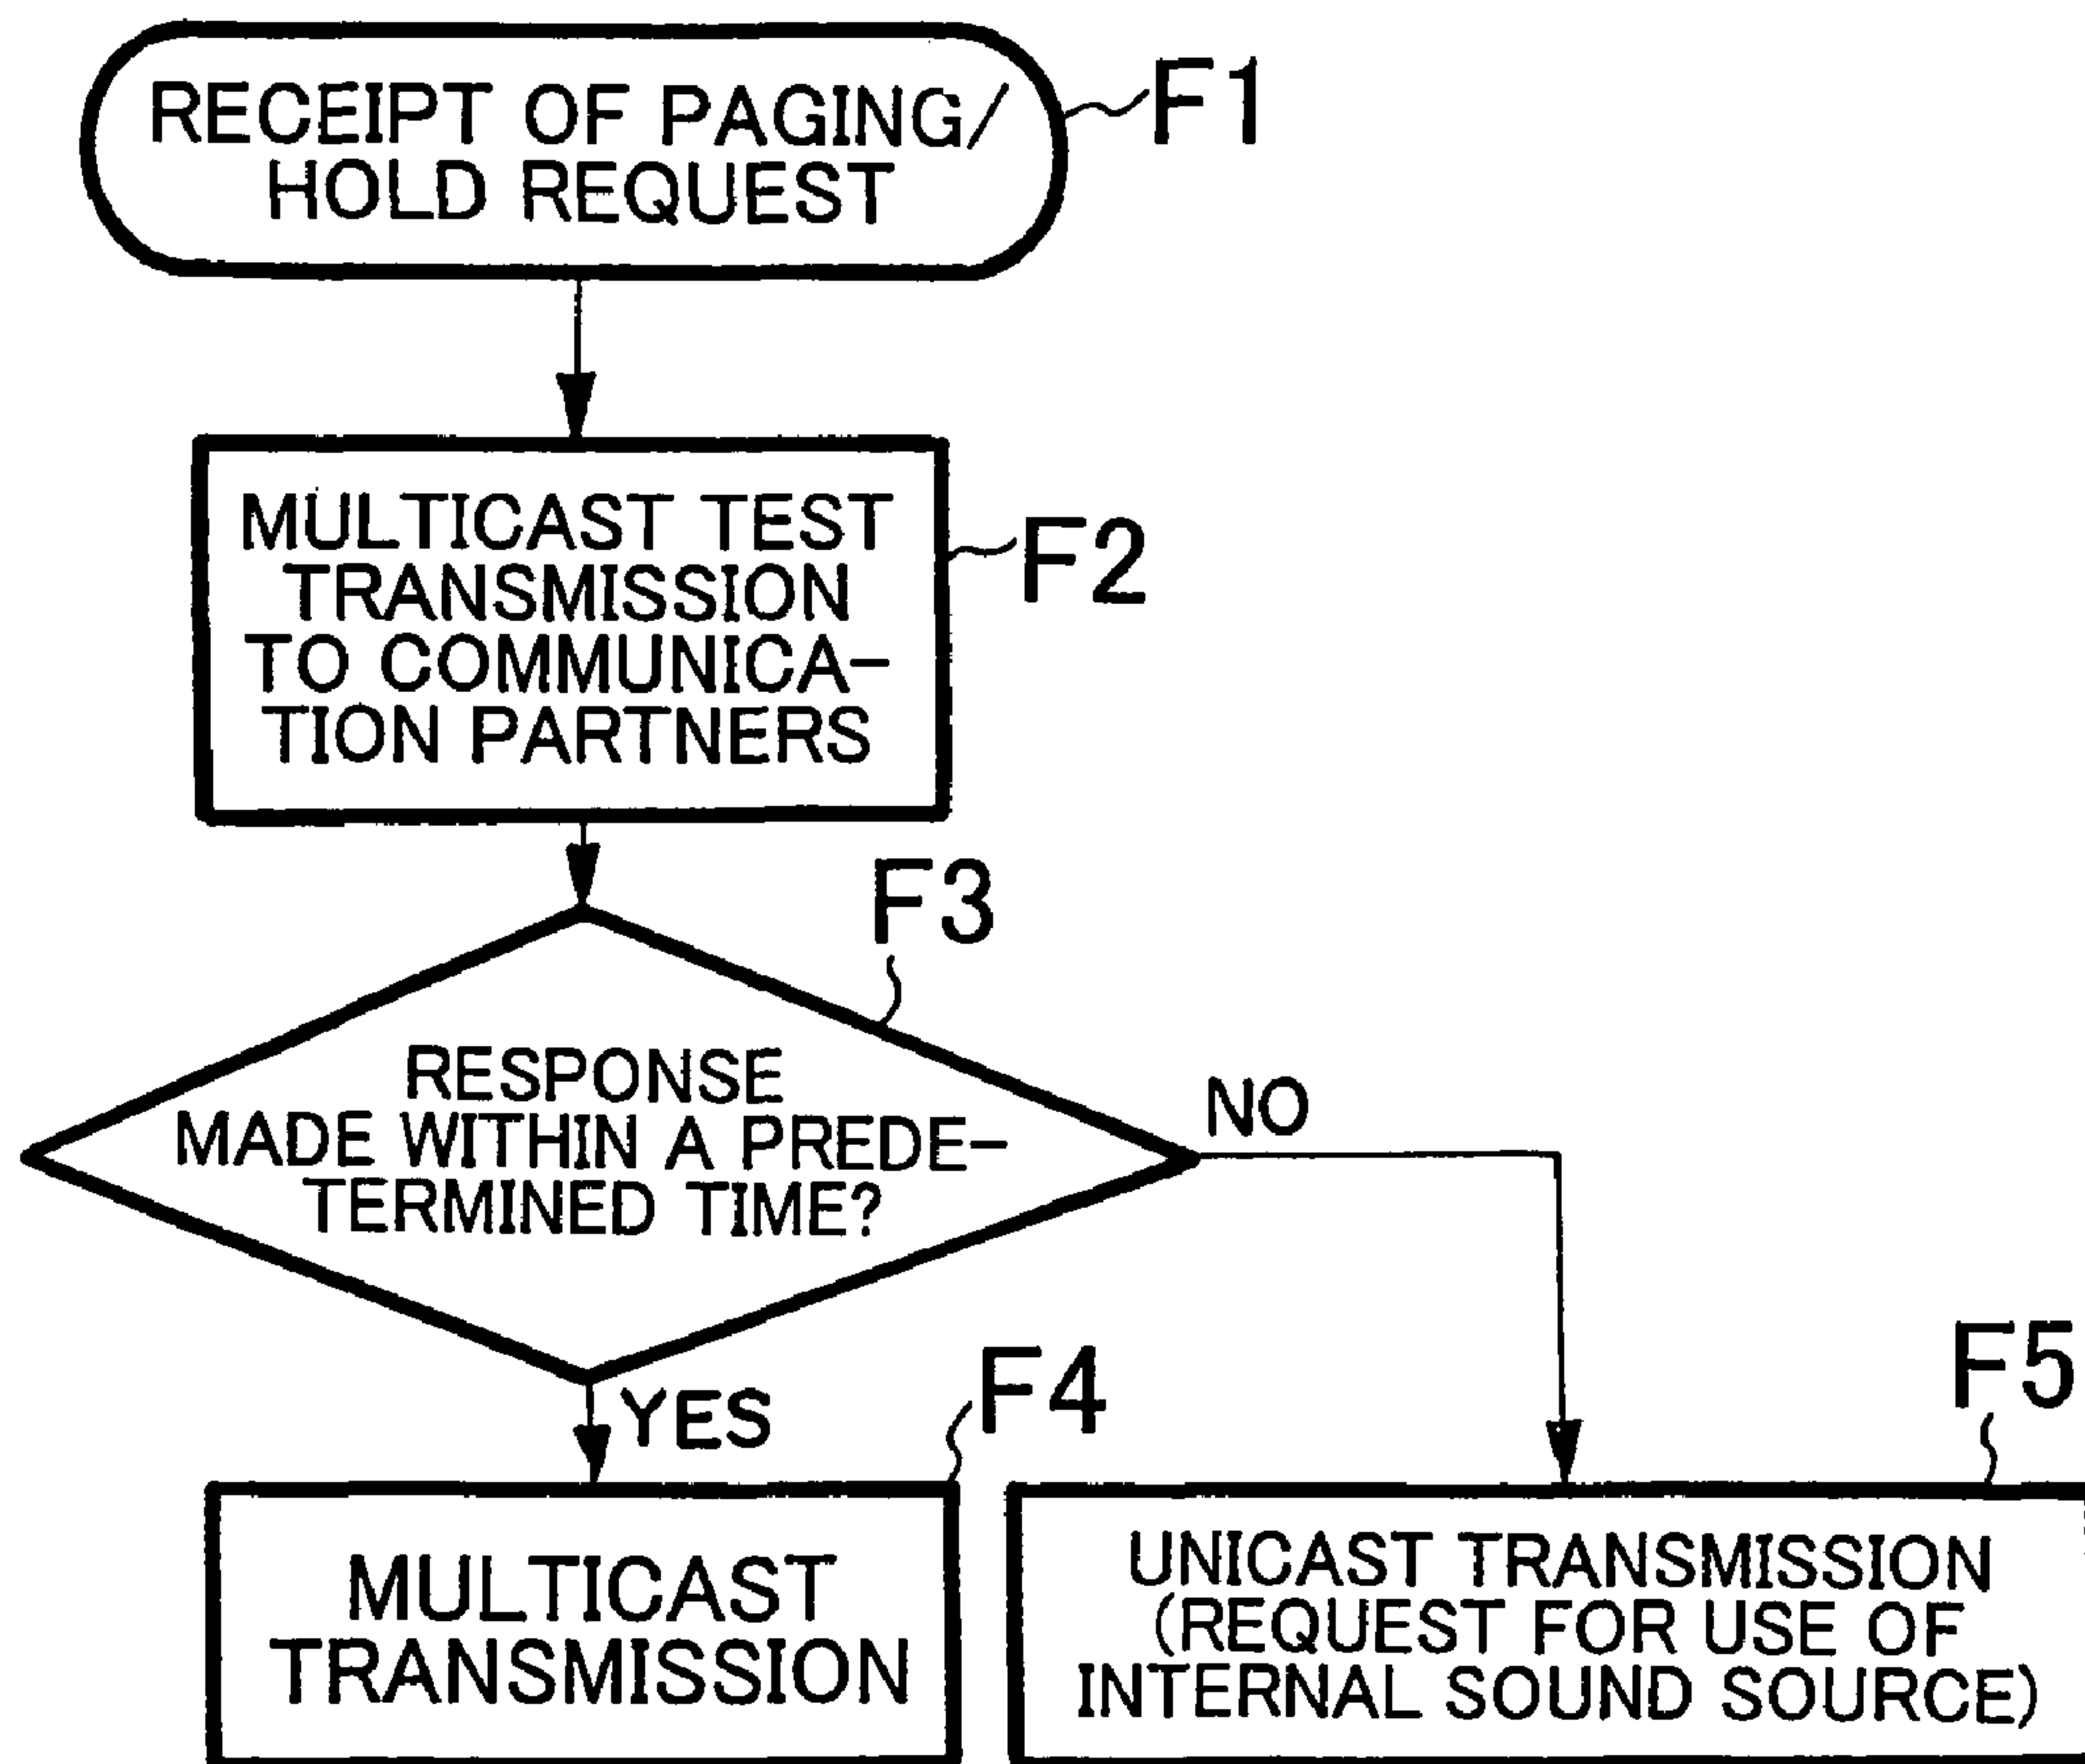 RECEIPT OF PAGING/
HOLD REQUEST
F1
MULTICAST TEST
TRANSMISSION
TO COMMUNICA-
TION PARTNERS
F2
F3
RESPONSE
MADE WITHIN A PREDE-
TERMINED TIME?
NO
YES
F4
MULTICAST
TRANSMISSION
F5
UNICAST TRANSMISSION
(REQUEST FOR USE OF
INTERNAL SOUND SOURCE)